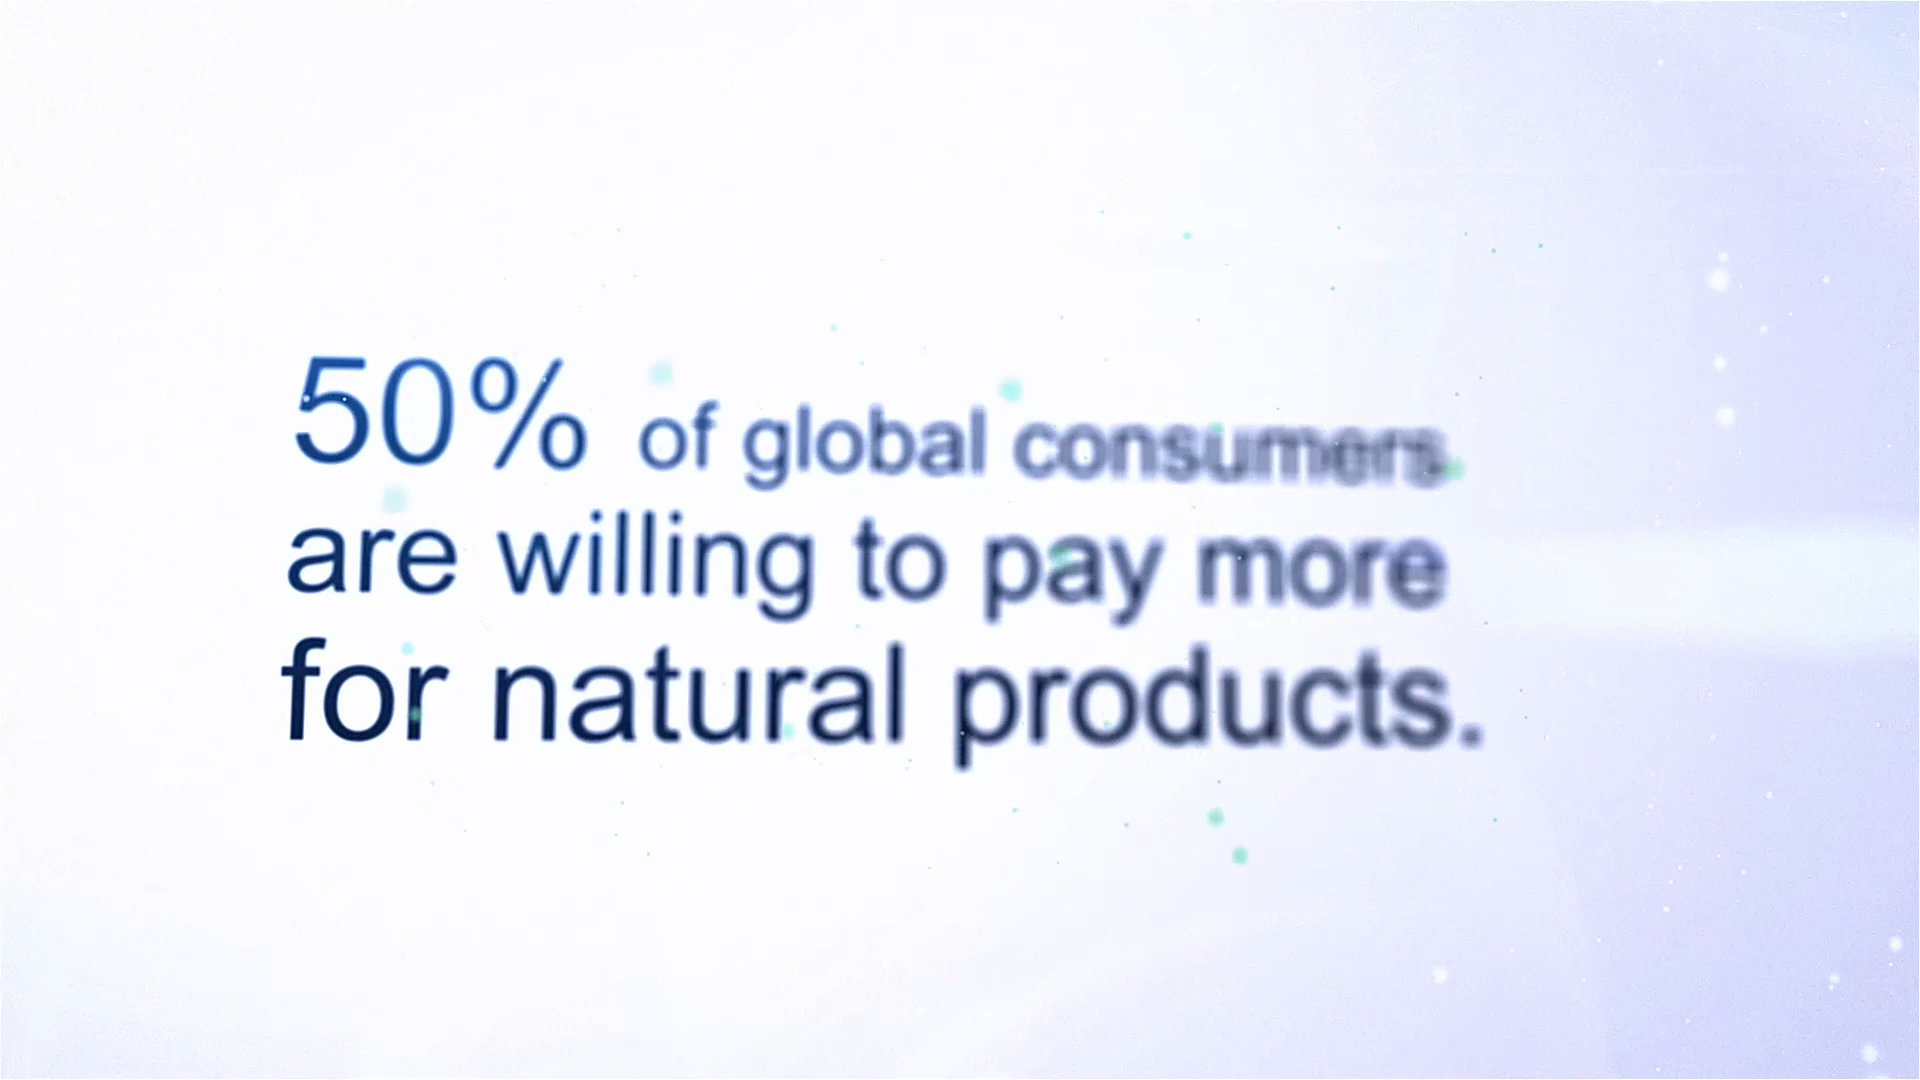 50% of global consumers
are willing to pay more
for natural products.